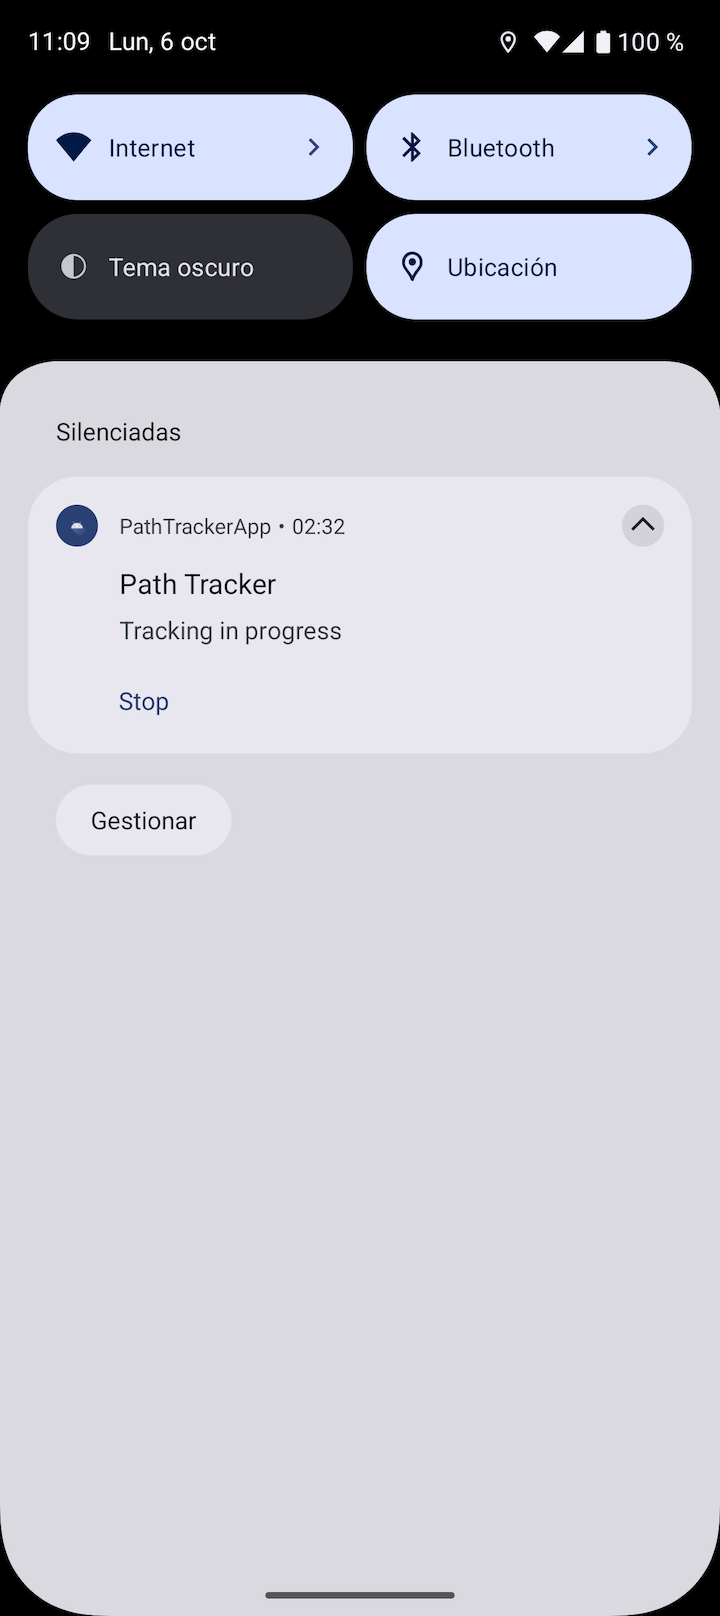 11:09 Lun, 6 oct 100 %
Internet Bluetooth
Tema oscuro Ubicación
Silenciadas
PathTrackerApp • 02:32
Path Tracker
Tracking in progress
Stop
Gestionar